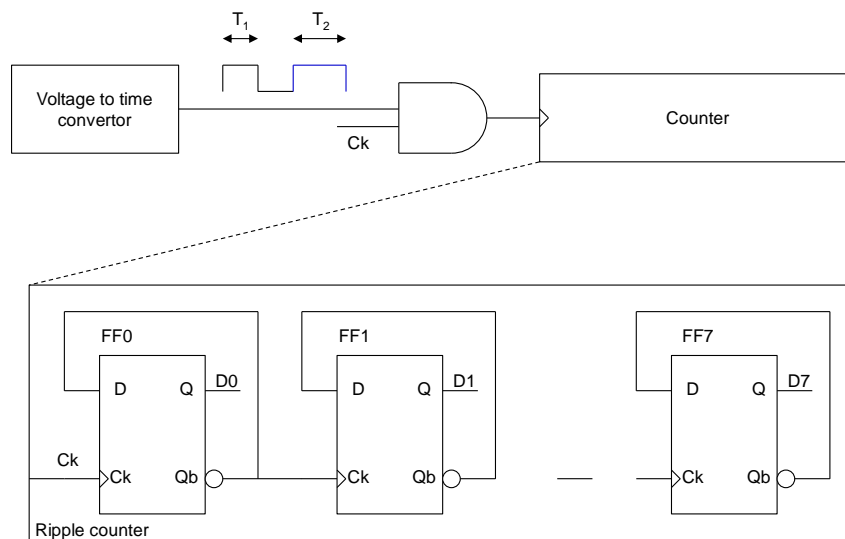 T1 T2
Voltage to time
convertor
Ck
Counter
FF0 FF1 FF7
D Q D0 D Q D1 D Q D7
Ck
Ck Qb Ck Qb Ck Qb
Ripple counter